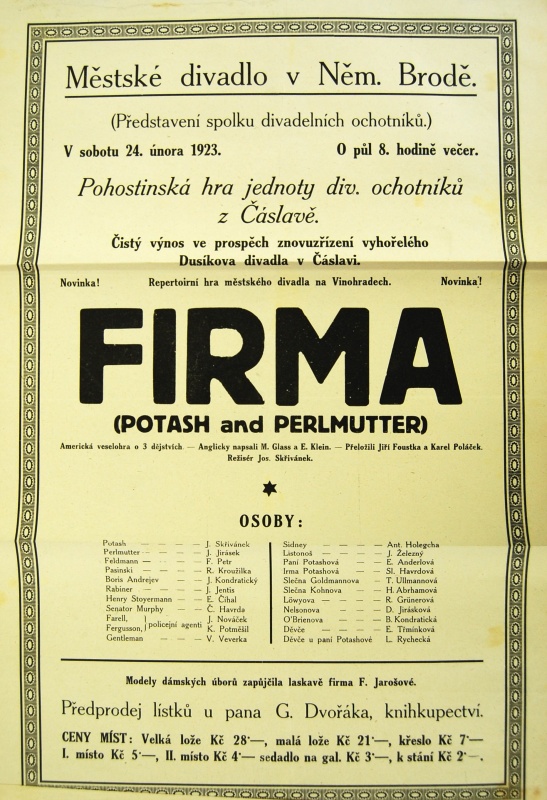 Městské divadlo v Něm. Brodě.
(Představení spolku divadelních ochotníků.)
V sobotu 24. února 1923. O půl 8. hodině večer.
Pohostinská hra jednoty div. ochotníků
z Čáslavě.
Čistý výnos ve prospěch znovuzřízení vyhořelého
Dusíkova divadla v Čáslavi.
Novinka! Repertoirní hra městského divadla na Vinohradech. Novinka!
FIRMA
(POTASH and PERLMUTTER)
Americká veselohra o 3 dějstvích. — Anglicky napsali M. Glass a E. Klein. — Přeložili Jiří Foustka a Karel Poláček.
Režisér Jos. Skřivánek.
OSOBY:
Potash — — — — J. Skřivánek
Perlmutter — — — — J. Jirásek
Feldmann — — — — F. Petr
Pasinski — — — — R. Kroužilka
Boris Andrejev — — — J. Kondratický
Rabiner — — — — J. Jentis
Henry Stoyermann — — — E. Číhal
Senator Murphy — — — Č. Havrda
Farell, } policejní agenti J. Nováček
Fergusson, } policejní agenti K. Potměšil
Gentleman — — — — V. Veverka
Sidney — — — — Ant. Holegcha
Listonoš — — — — J. Železný
Paní Potashová — — — E. Anderlová
Irma Potashová — — — Sl. Havrdová
Slečna Goldmannova — — T. Ullmannová
Slečna Kohnova — — — H. Abrhamová
Löwyova — — — — R. Grünerová
Nelsonova — — — — D. Jirásková
O'Brienova — — — — B. Kondratická
Děvče — — — — E. Třmínková
Děvče u paní Potashové L. Rychecká
Modely dámských úborů zapůjčila laskavě firma F. Jarošové.
Předprodej lístků u pana G. Dvořáka, knihkupectví.
CENY MÍST: Velká lože Kč 28·—, malá lože Kč 21·—, křeslo Kč 7·—
I. místo Kč 5·—, II. místo Kč 4·— sedadlo na gal. Kč 3·—, k stání Kč 2·—.